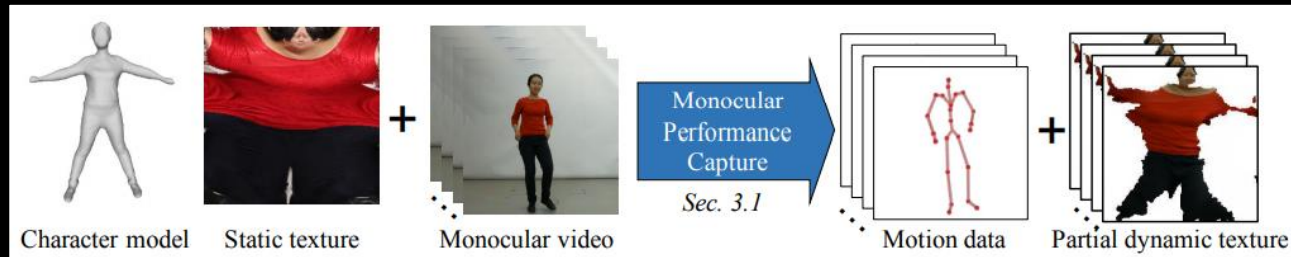 Monocular
Performance
Capture
Sec. 3.1
Character model
Static texture
Monocular video
Motion data
Partial dynamic texture